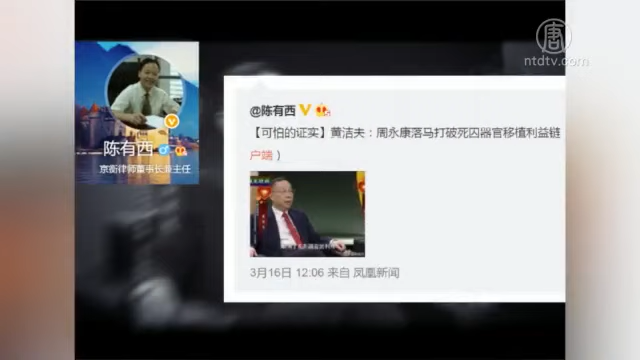 唐
ntdtv.com
陈有西
京衡律师董事长兼主任
@陈有西
【可怕的证实】黄洁夫：周永康落马打破死囚器官移植利益链
户端）
3月16日 12:06 来自 凤凰新闻